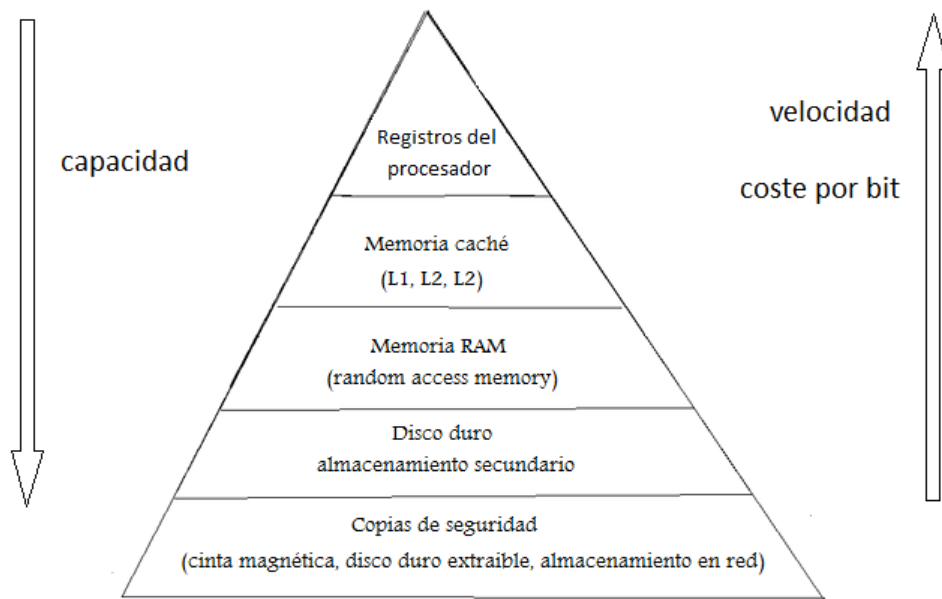 capacidad
velocidad
coste por bit
Registros del
procesador
Memoria caché
(L1, L2, L2)
Memoria RAM
(random access memory)
Disco duro
almacenamiento secundario
Copias de seguridad
(cinta magnética, disco duro extraible, almacenamiento en red)